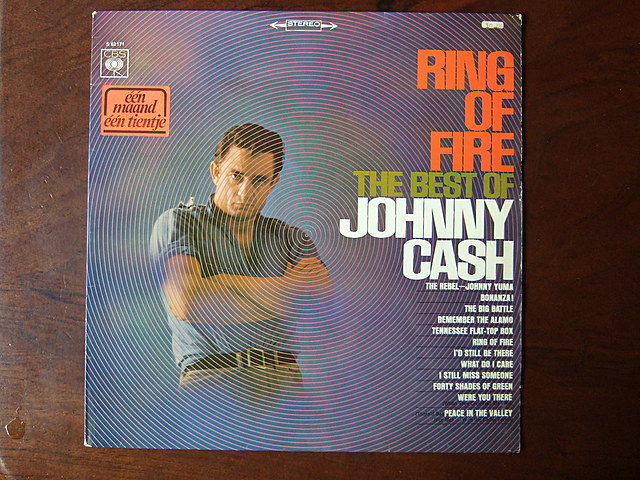 STEREO
S 62171
CBS
één
maand
één tientje
RING
OF
FIRE
THE BEST OF
JOHNNY
CASH
THE REBEL—JOHNNY YUMA
BONANZA!
THE BIG BATTLE
REMEMBER THE ALAMO
TENNESSEE FLAT-TOP BOX
RING OF FIRE
I'D STILL BE THERE
WHAT DO I CARE
I STILL MISS SOMEONE
FORTY SHADES OF GREEN
WERE YOU THERE
PEACE IN THE VALLEY